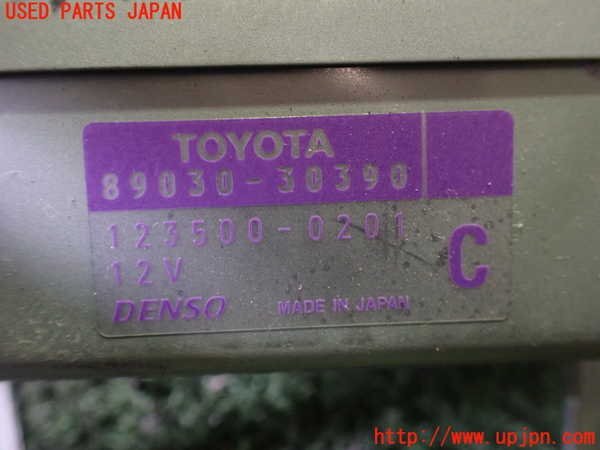 USED PARTS JAPAN
TOYOTA
89030-30390
123500-0201
12V
C
DENSO MADE IN JAPAN
http://www.upjpn.com/